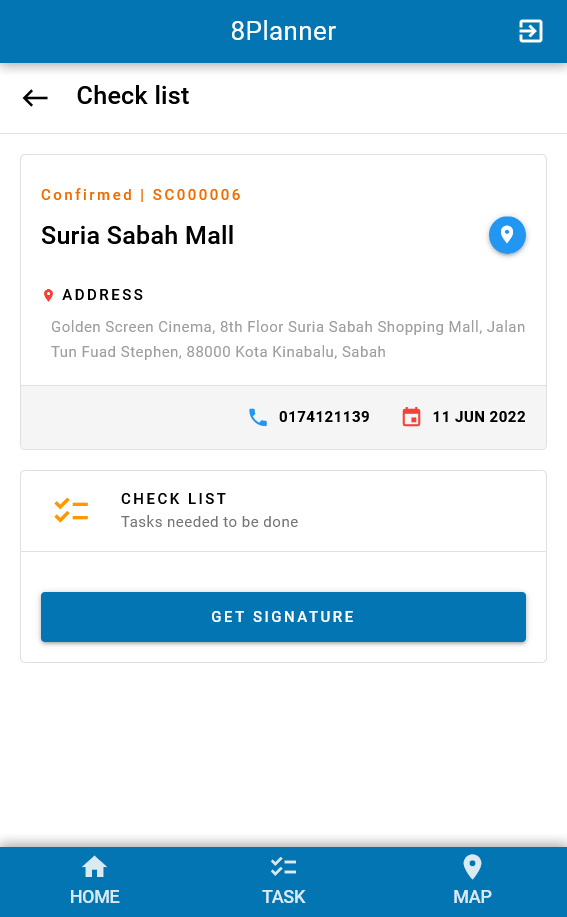 8Planner
Check list
Confirmed | SC000006
Suria Sabah Mall
ADDRESS
Golden Screen Cinema, 8th Floor Suria Sabah Shopping Mall, Jalan
Tun Fuad Stephen, 88000 Kota Kinabalu, Sabah
0174121139 11 JUN 2022
CHECK LIST
Tasks needed to be done
GET SIGNATURE
HOME TASK MAP